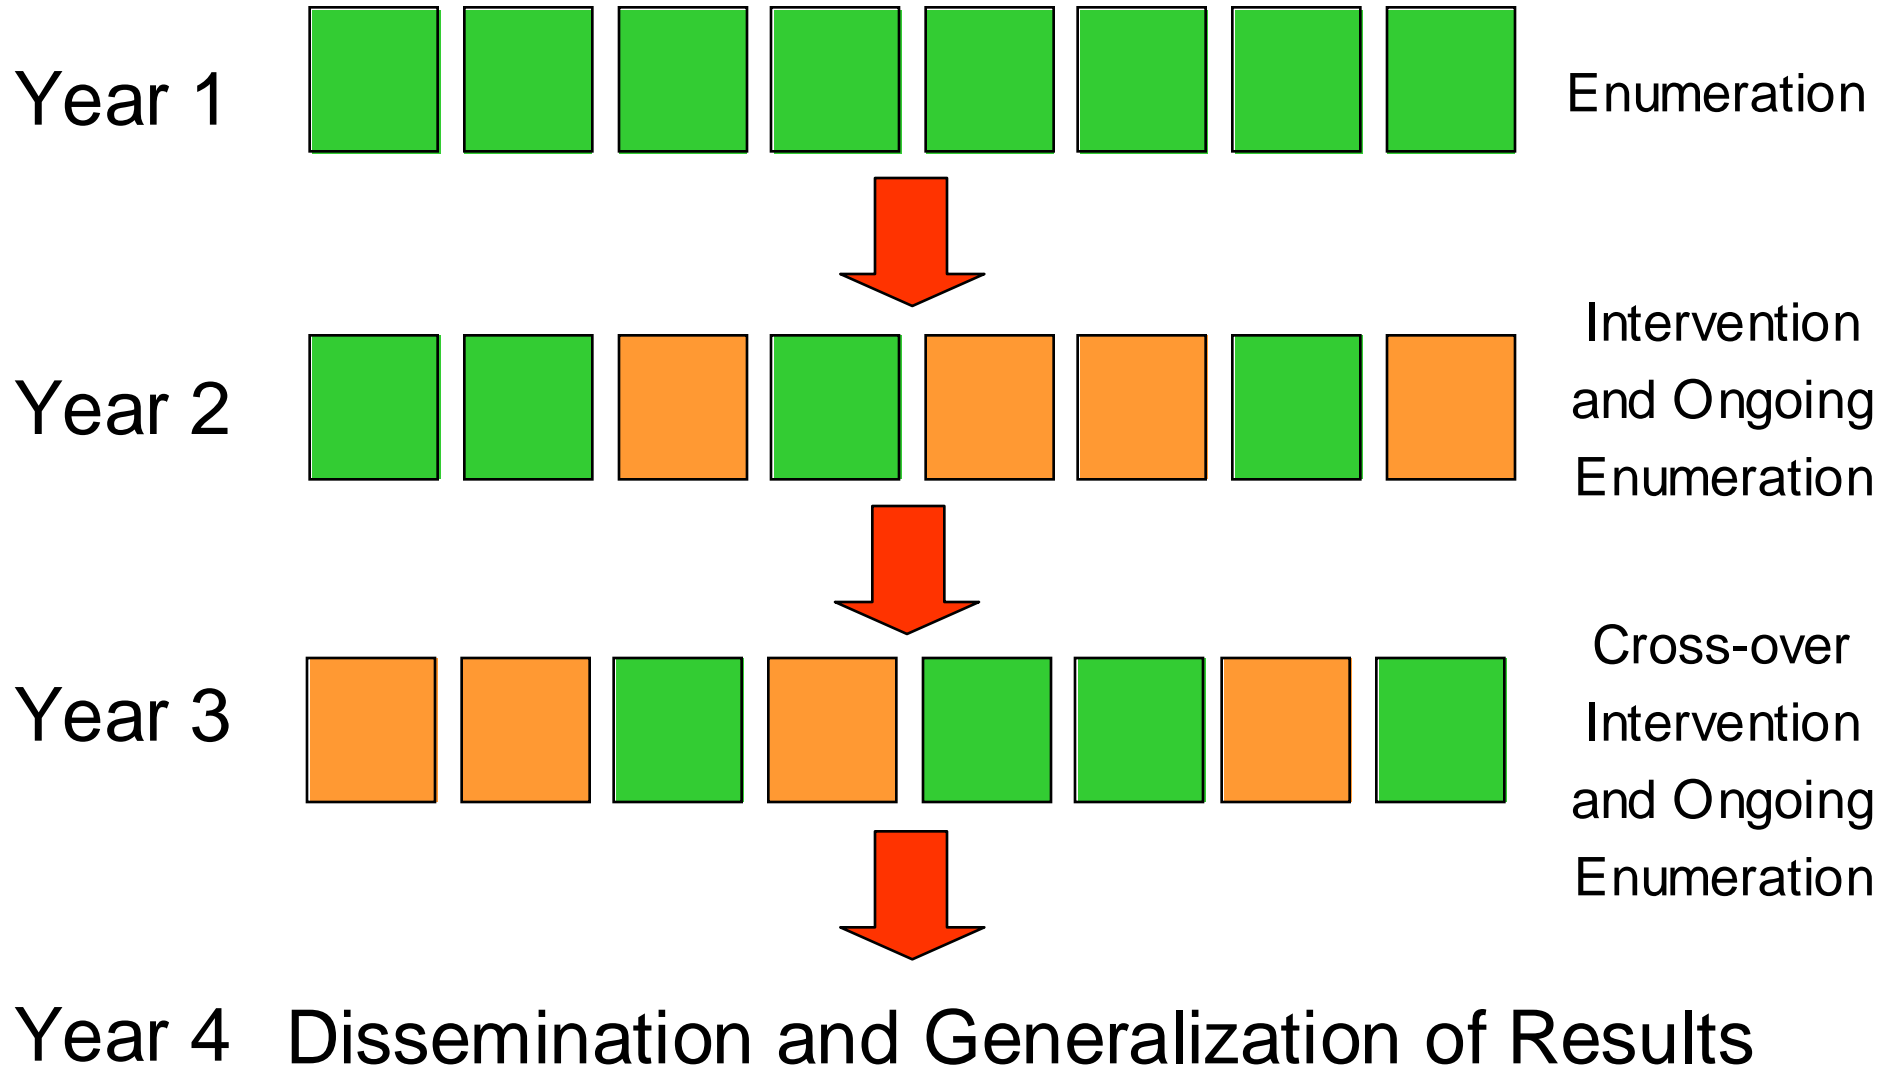 Year 1
Enumeration
Year 2
Intervention
and Ongoing
Enumeration
Year 3
Cross-over
Intervention
and Ongoing
Enumeration
Year 4 Dissemination and Generalization of Results